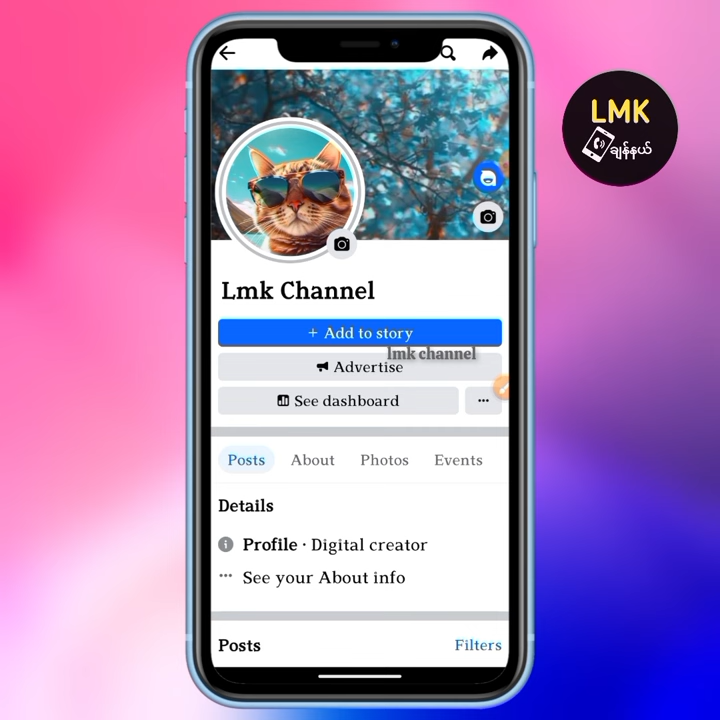 LMK
ချန်နယ်
Lmk Channel
+ Add to story
lmk channel
Advertise
See dashboard
Posts About Photos Events
Details
Profile · Digital creator
See your About info
Posts Filters